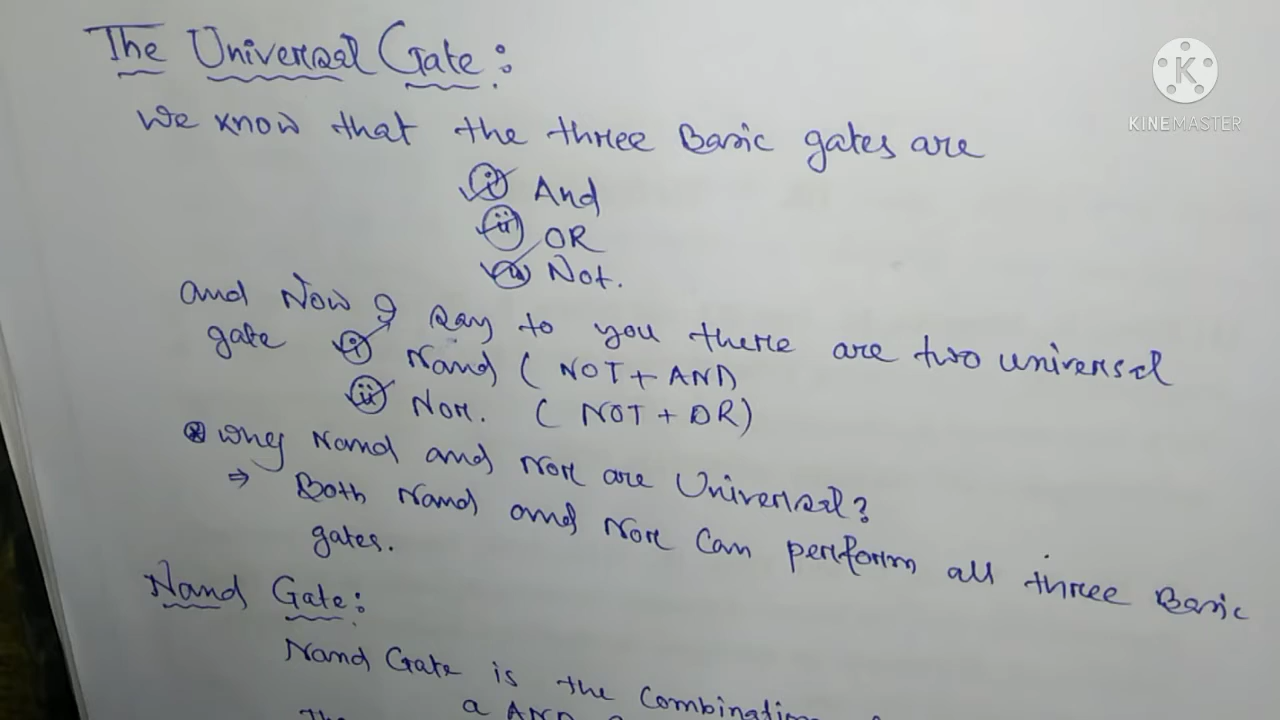 The Universal Gate:
K
KINEMASTER
We know that the three Basic gates are
i And
ii OR
iii Not.
and Now I say to you there are two universal
gate i Nand ( NOT + AND
ii Nor. ( NOT + OR)
Why Nand and Nor are Universal?
⇒ Both Nand and Nor can perform all three Basic
gates.
Nand Gate:
Nand Gate is the Combination
The a AND